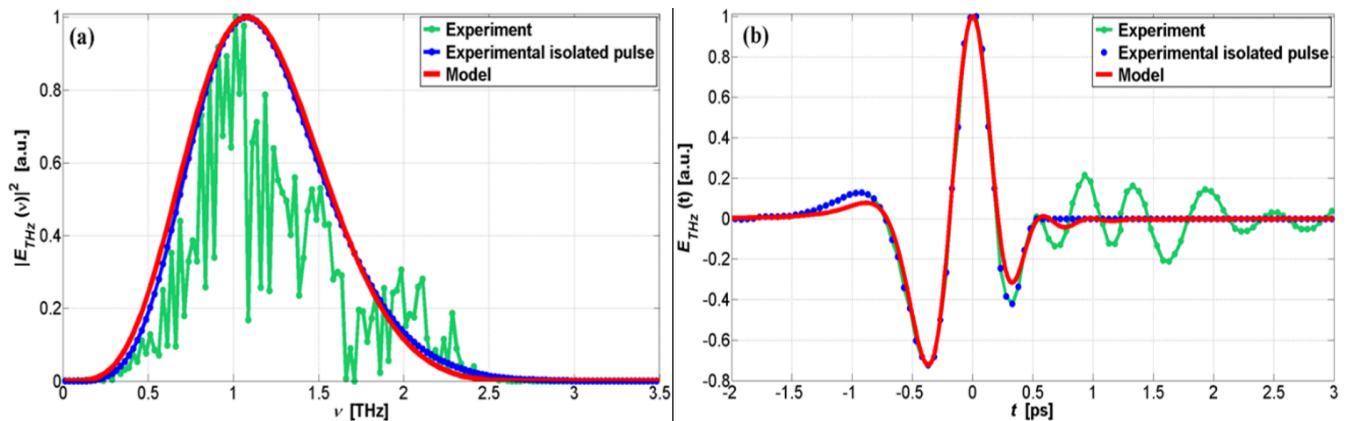 (a)
Experiment
Experimental isolated pulse
Model
|E_THz (ν)|² [a.u.]
1
0.8
0.6
0.4
0.2
0
0 0.5 1 1.5 2 2.5 3 3.5
ν [THz]
(b)
Experiment
Experimental isolated pulse
Model
E_THz (t) [a.u.]
1
0.8
0.6
0.4
0.2
0
-0.2
-0.4
-0.6
-0.8
-2 -1.5 -1 -0.5 0 0.5 1 1.5 2 2.5 3
t [ps]